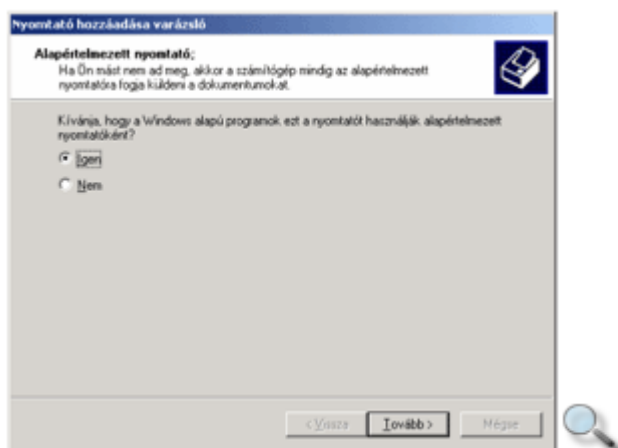 Nyomtató hozzáadása varázsló
Alapértelmezett nyomtató;
Ha Ön mást nem ad meg, akkor a számítógép mindig az alapértelmezett
nyomtatóra fogja küldeni a dokumentumokat.
Kívánja, hogy a Windows alapú programok ezt a nyomtatót használják alapértelmezett
nyomtatóként?
Igen
Nem
< Vissza Tovább > Mégse